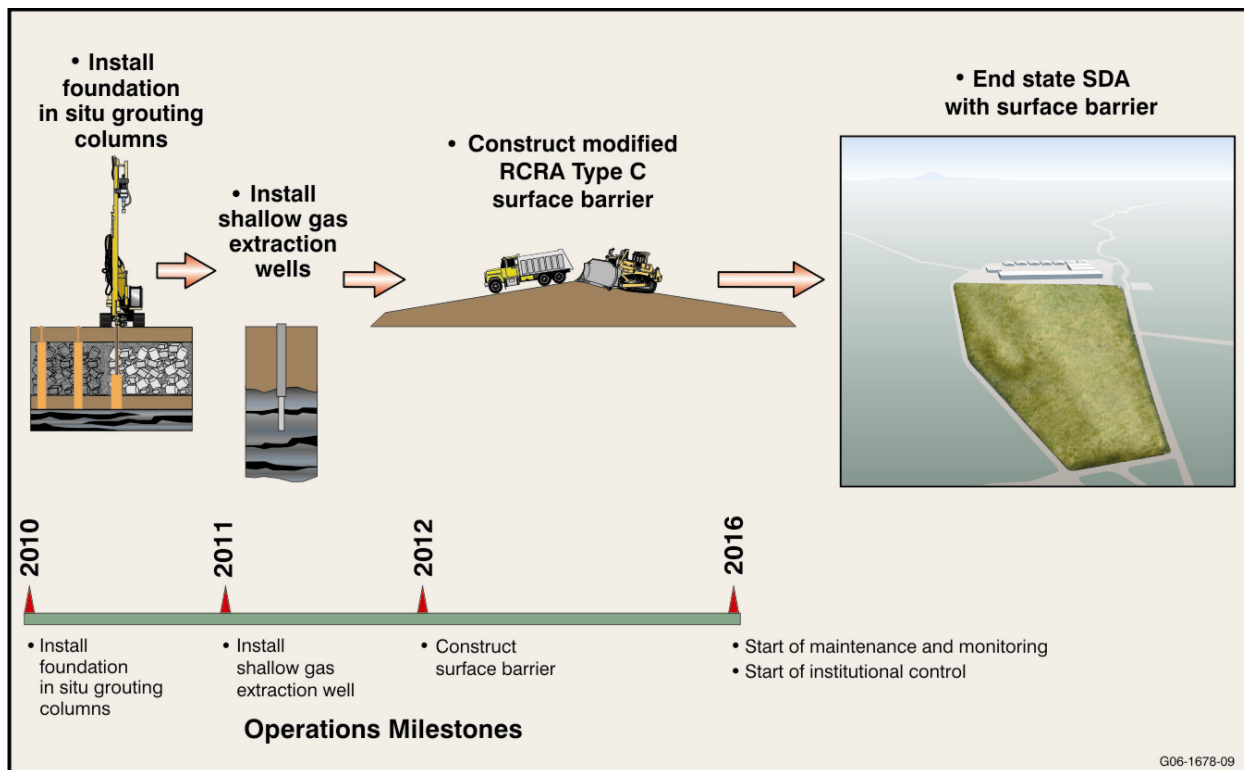 • Install
foundation
in situ grouting
columns
• Install
shallow gas
extraction
wells
• Construct modified
RCRA Type C
surface barrier
• End state SDA
with surface barrier
2010
2011
2012
2016
• Install
foundation
in situ grouting
columns
• Install
shallow gas
extraction well
• Construct
surface barrier
• Start of maintenance and monitoring
• Start of institutional control
Operations Milestones
G06-1678-09